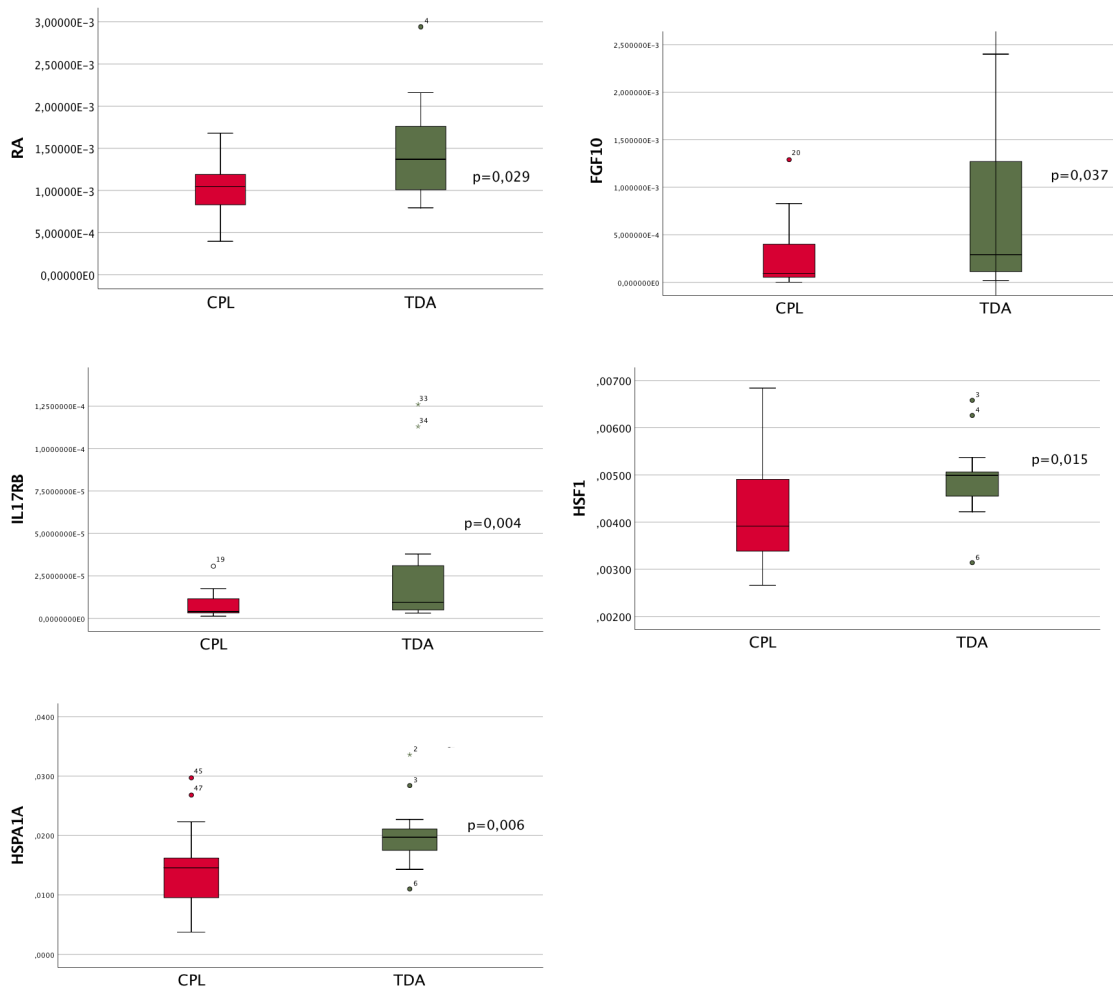 3,00000E-3
2,50000E-3
2,00000E-3
1,50000E-3
1,00000E-3
5,00000E-4
0,00000E0
RA
4
p=0,029
CPL TDA
2,500000E-3
2,000000E-3
1,500000E-3
1,000000E-3
5,000000E-4
0,000000E0
FGF10
20
p=0,037
CPL TDA
1,2500000E-4
1,0000000E-4
7,5000000E-5
5,0000000E-5
2,5000000E-5
0,0000000E0
IL17RB
33
34
19
p=0,004
CPL TDA
,00700
,00600
,00500
,00400
,00300
,00200
HSF1
3
4
6
p=0,015
CPL TDA
,0400
,0300
,0200
,0100
,0000
HSPA1A
45
47
2
3
6
p=0,006
CPL TDA